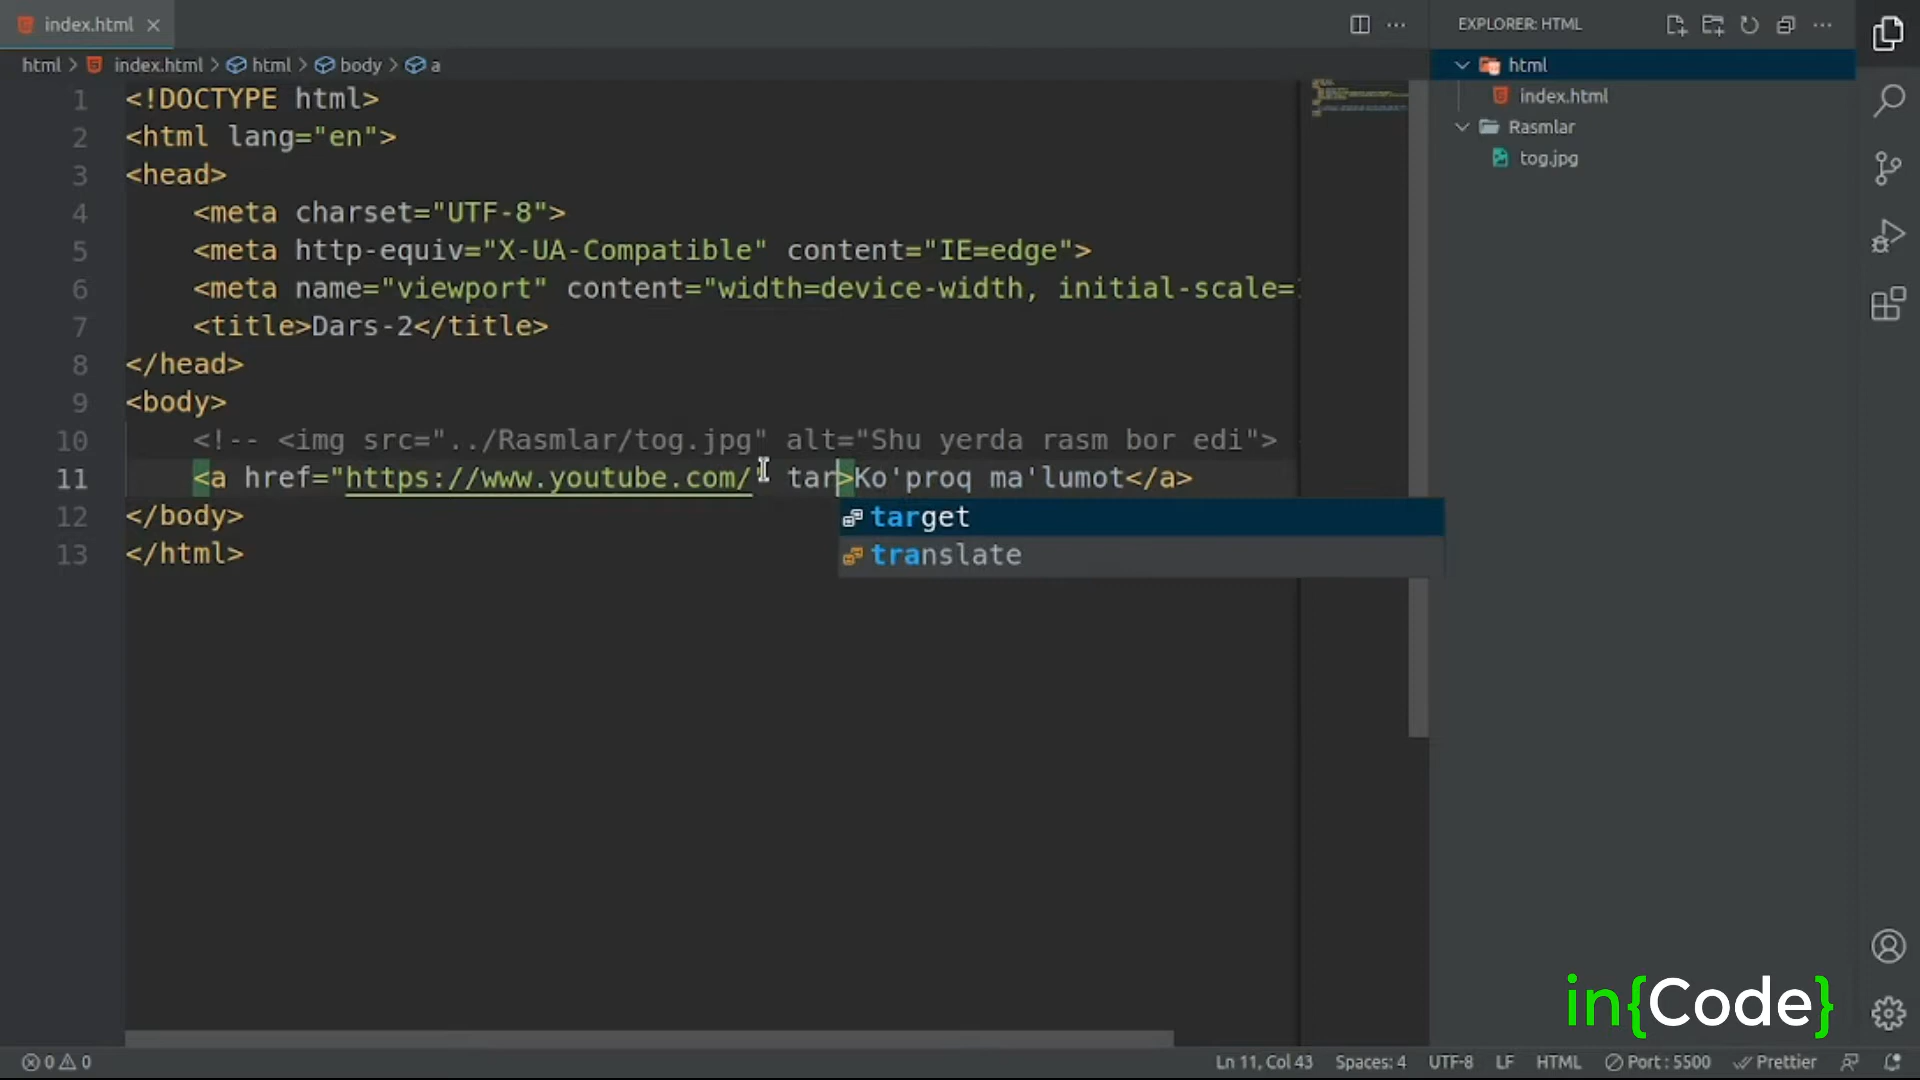 index.html
EXPLORER: HTML
html > index.html > html > body > a
html
index.html
Rasmlar
tog.jpg
1 <!DOCTYPE html>
2 <html lang="en">
3 <head>
4 <meta charset="UTF-8">
5 <meta http-equiv="X-UA-Compatible" content="IE=edge">
6 <meta name="viewport" content="width=device-width, initial-scale=
7 <title>Dars-2</title>
8 </head>
9 <body>
10 <!-- <img src="../Rasmlar/tog.jpg" alt="Shu yerda rasm bor edi">
11 <a href="https://www.youtube.com/" tar>Ko'proq ma'lumot</a>
target
translate
12 </body>
13 </html>
in{Code}
0 0
Ln 11, Col 43 Spaces: 4 UTF-8 LF HTML Port : 5500 Prettier